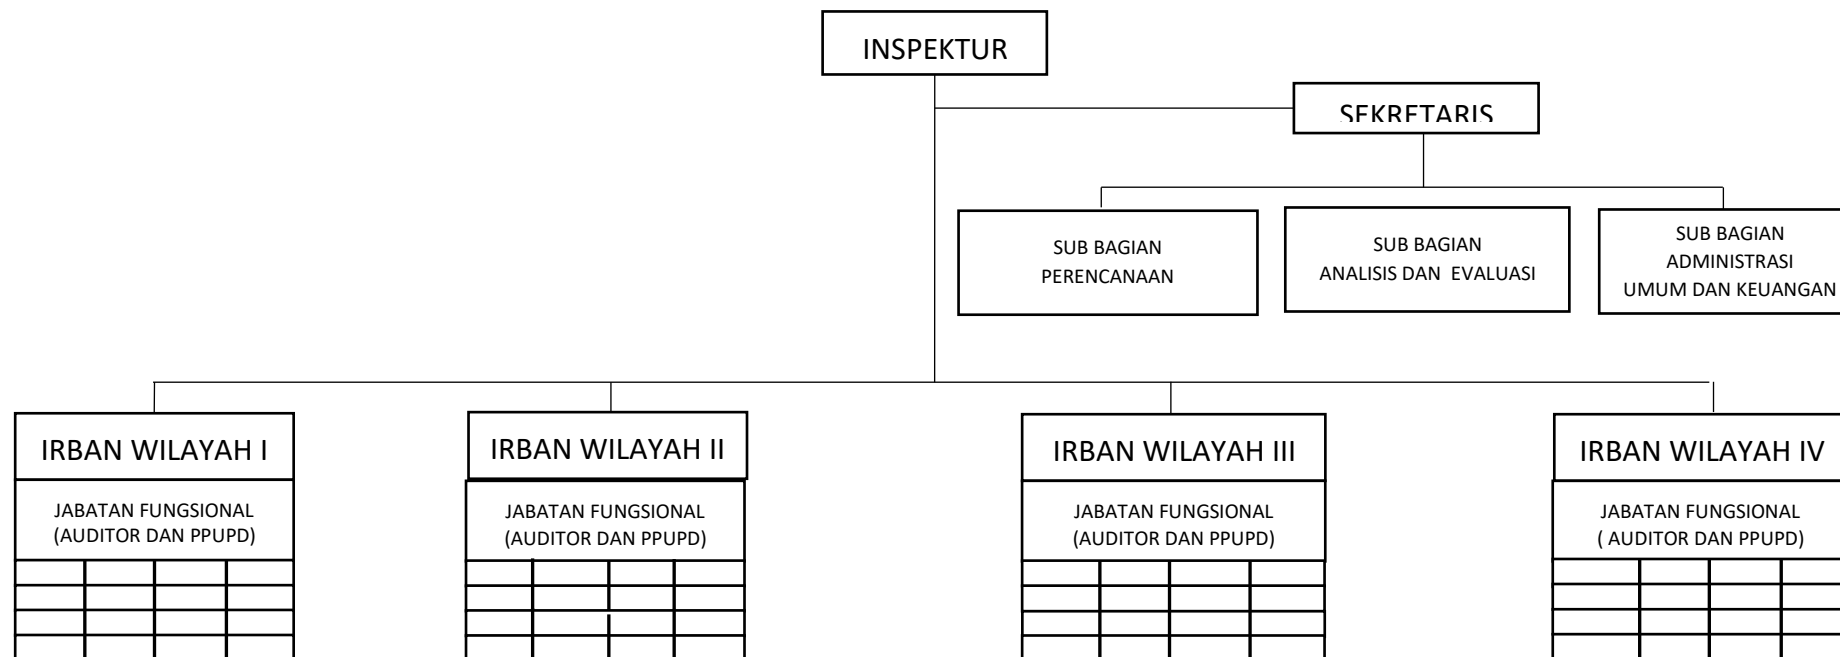 INSPEKTUR
SEKRETARIS
SUB BAGIAN
PERENCANAAN
SUB BAGIAN
ANALISIS DAN EVALUASI
SUB BAGIAN
ADMINISTRASI
UMUM DAN KEUANGAN
IRBAN WILAYAH I
JABATAN FUNGSIONAL
(AUDITOR DAN PPUPD)
IRBAN WILAYAH II
JABATAN FUNGSIONAL
(AUDITOR DAN PPUPD)
IRBAN WILAYAH III
JABATAN FUNGSIONAL
(AUDITOR DAN PPUPD)
IRBAN WILAYAH IV
JABATAN FUNGSIONAL
( AUDITOR DAN PPUPD)